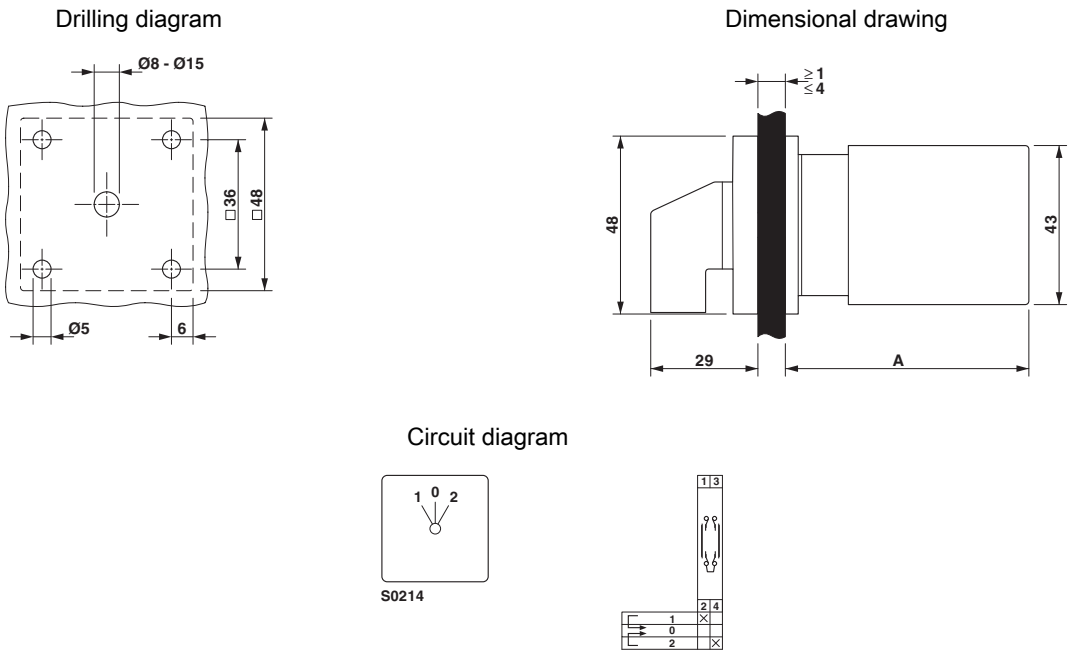 Drilling diagram
Ø8 - Ø15
□36
□48
Ø5
6
Dimensional drawing
≥1
≤4
48
43
29
A
Circuit diagram
1 0 2
S0214
1 3
2 4
1 ×
0
2 ×